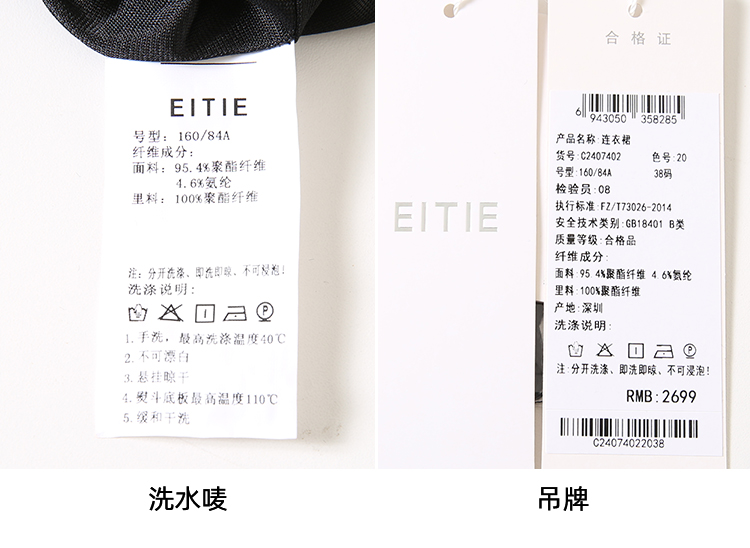 EITIE
号型: 160/84A
纤维成分:
面料: 95.4%聚酯纤维
4.6%氨纶
里料: 100%聚酯纤维
注: 分开洗涤、即洗即晾、不可浸泡!
洗涤说明:
1.手洗, 最高洗涤温度40℃
2.不可漂白
3.悬挂晾干
4.熨斗底板最高温度110℃
5.缓和干洗
洗水唛
EITIE
合格证
6 943050 358285
产品名称:连衣裙
货号:C2407402 色号:20
号型:160/84A 38码
检验员:08
执行标准:FZ/T73026-2014
安全技术类别:GB18401 B类
质量等级:合格品
纤维成分:
面料:95.4%聚酯纤维 4.6%氨纶
里料:100%聚酯纤维
产地:深圳
洗涤说明:
注:分开洗涤、即洗即晾、不可浸泡!
RMB:2699
C24074022038
吊牌